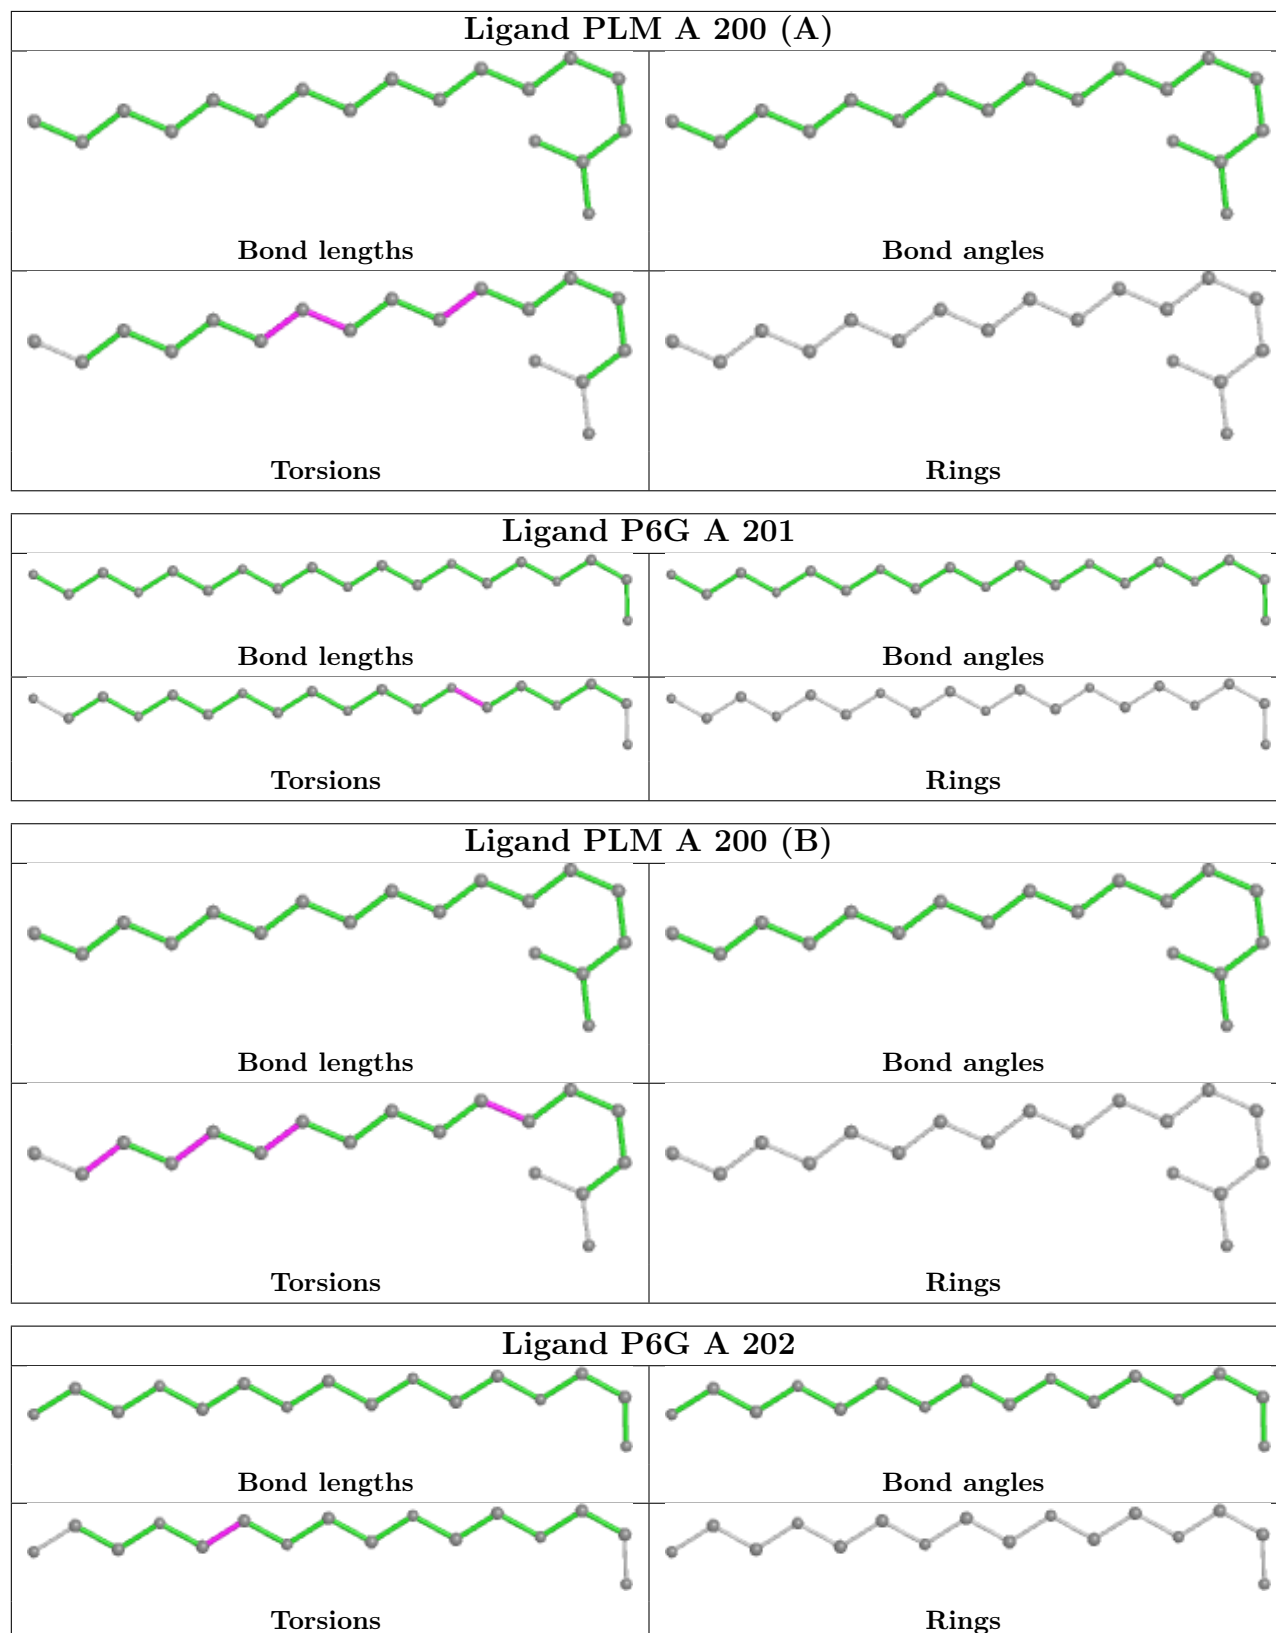 Ligand PLM A 200 (A)
Bond lengths
Bond angles
Torsions
Rings
Ligand P6G A 201
Bond lengths
Bond angles
Torsions
Rings
Ligand PLM A 200 (B)
Bond lengths
Bond angles
Torsions
Rings
Ligand P6G A 202
Bond lengths
Bond angles
Torsions
Rings